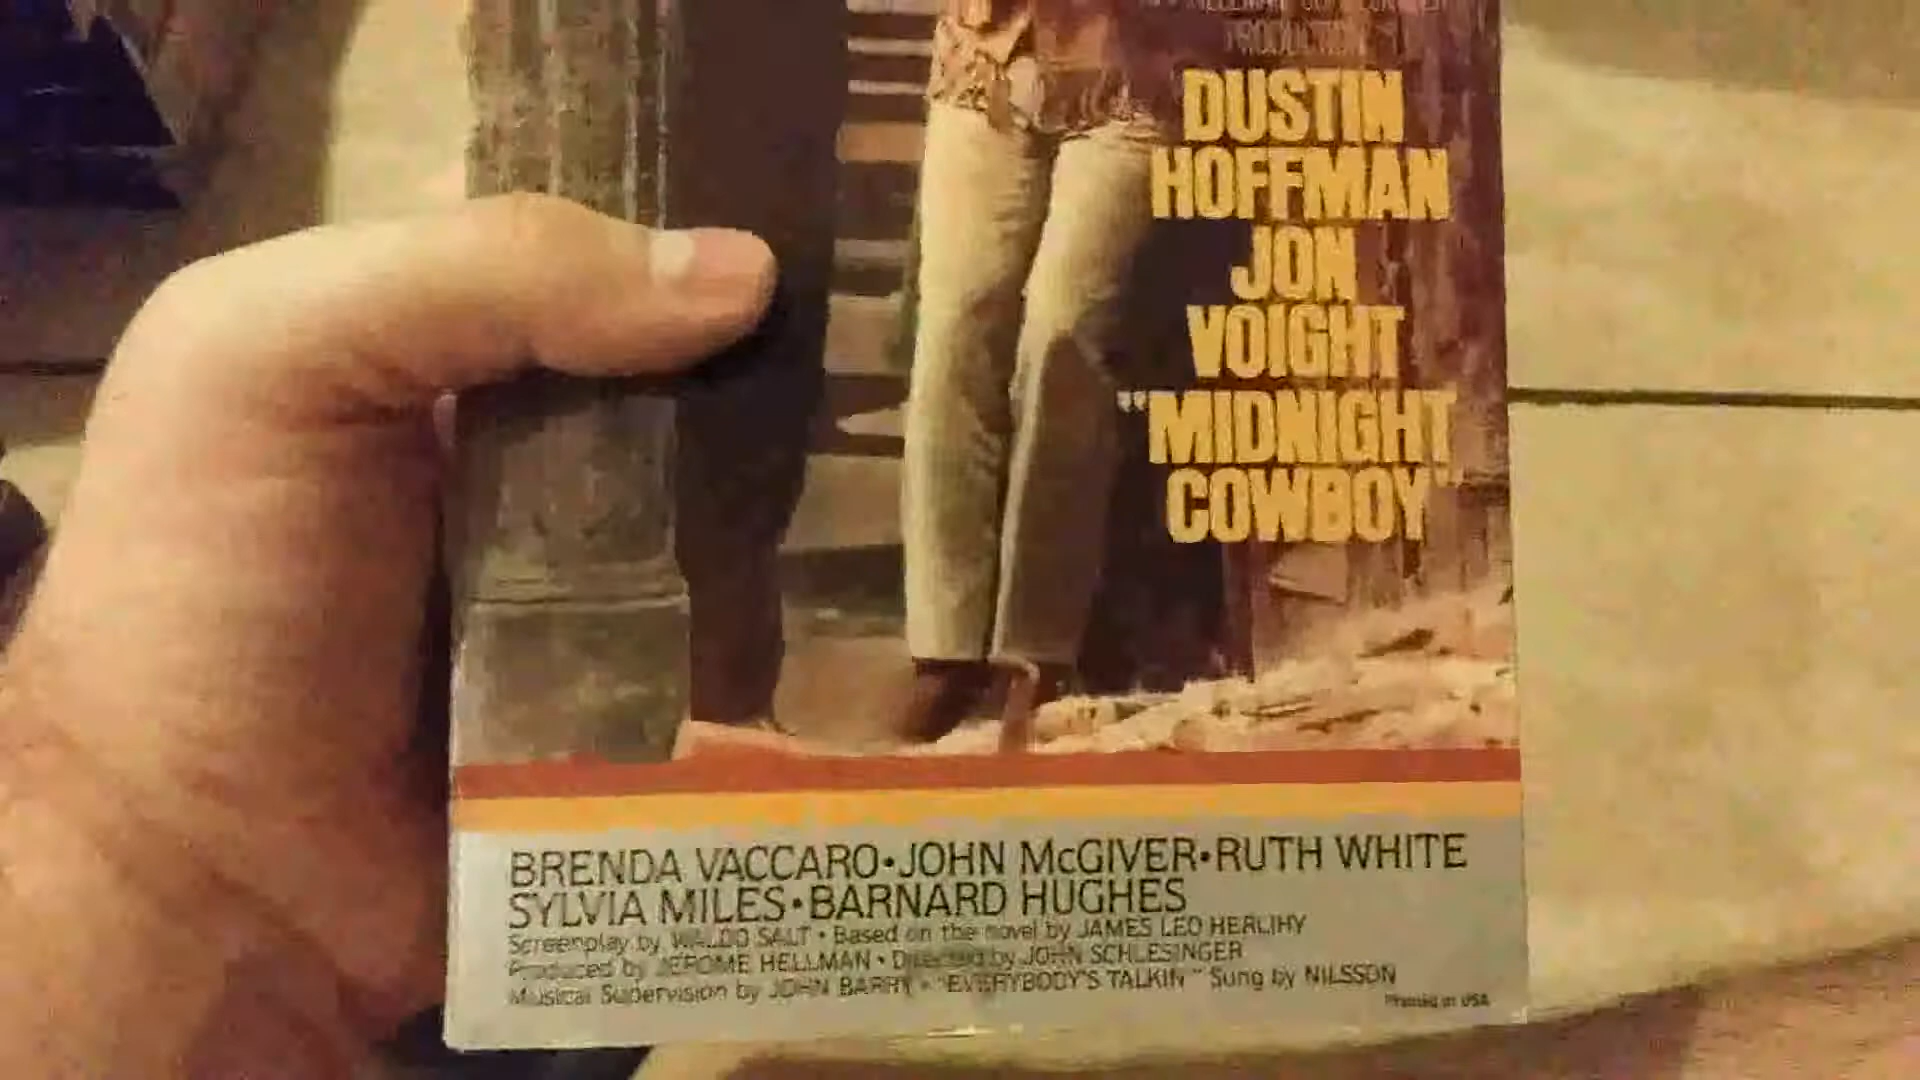 PRODUCTION
DUSTIN
HOFFMAN
JON
VOIGHT
"MIDNIGHT
COWBOY"
BRENDA VACCARO•JOHN McGIVER•RUTH WHITE
SYLVIA MILES•BARNARD HUGHES
Screenplay by WALDO SALT • Based on the novel by JAMES LEO HERLIHY
Produced by JEROME HELLMAN • Directed by JOHN SCHLESINGER
Musical Supervision by JOHN BARRY • "EVERYBODY'S TALKIN'" Sung by NILSSON
Printed in USA